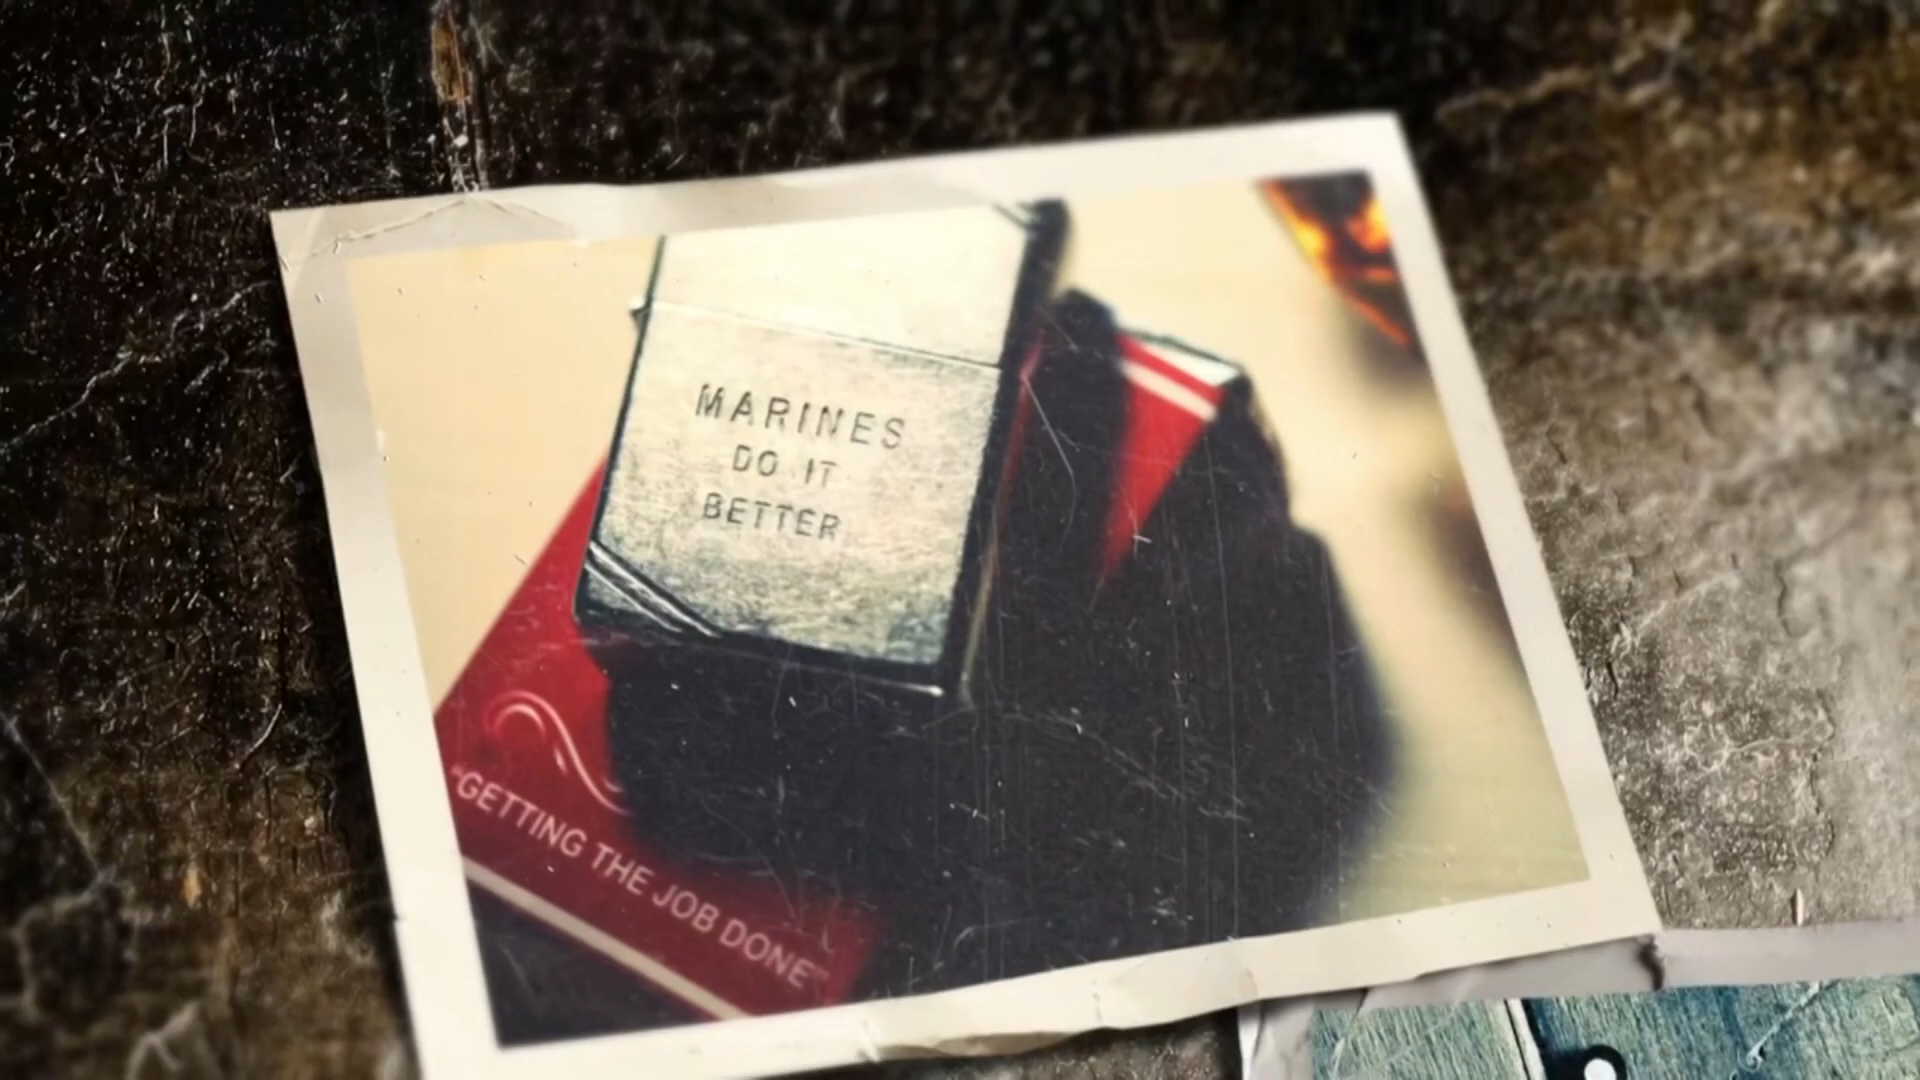 MARINES
DO IT
BETTER
"GETTING THE JOB DONE"